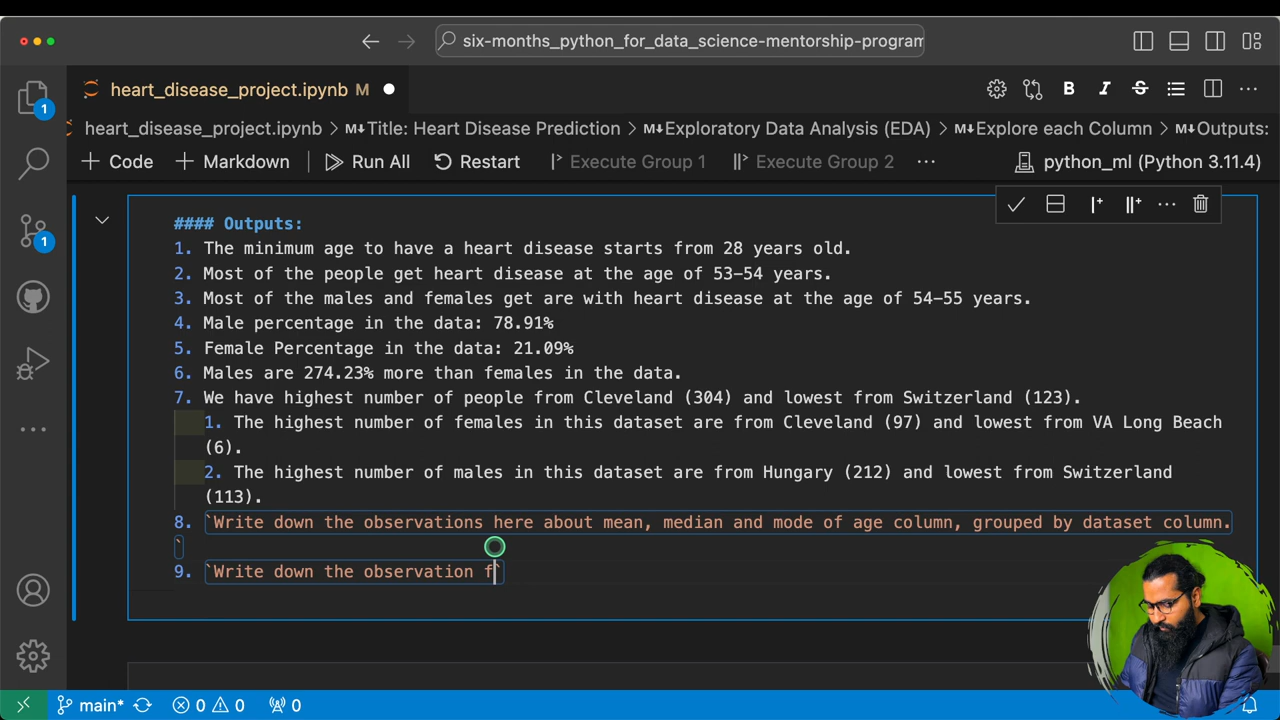 six-months_python_for_data_science-mentorship-program
1
heart_disease_project.ipynb M
heart_disease_project.ipynb > M↓Title: Heart Disease Prediction > M↓Exploratory Data Analysis (EDA) > M↓Explore each Column > M↓Outputs:
+ Code + Markdown Run All Restart Execute Group 1 Execute Group 2 ... python_ml (Python 3.11.4)
#### Outputs:
1. The minimum age to have a heart disease starts from 28 years old.
2. Most of the people get heart disease at the age of 53-54 years.
3. Most of the males and females get are with heart disease at the age of 54-55 years.
4. Male percentage in the data: 78.91%
5. Female Percentage in the data: 21.09%
6. Males are 274.23% more than females in the data.
7. We have highest number of people from Cleveland (304) and lowest from Switzerland (123).
1. The highest number of females in this dataset are from Cleveland (97) and lowest from VA Long Beach
(6).
2. The highest number of males in this dataset are from Hungary (212) and lowest from Switzerland
(113).
8. `Write down the observations here about mean, median and mode of age column, grouped by dataset column.
`
9. `Write down the observation f`
1
main* 0 0 0